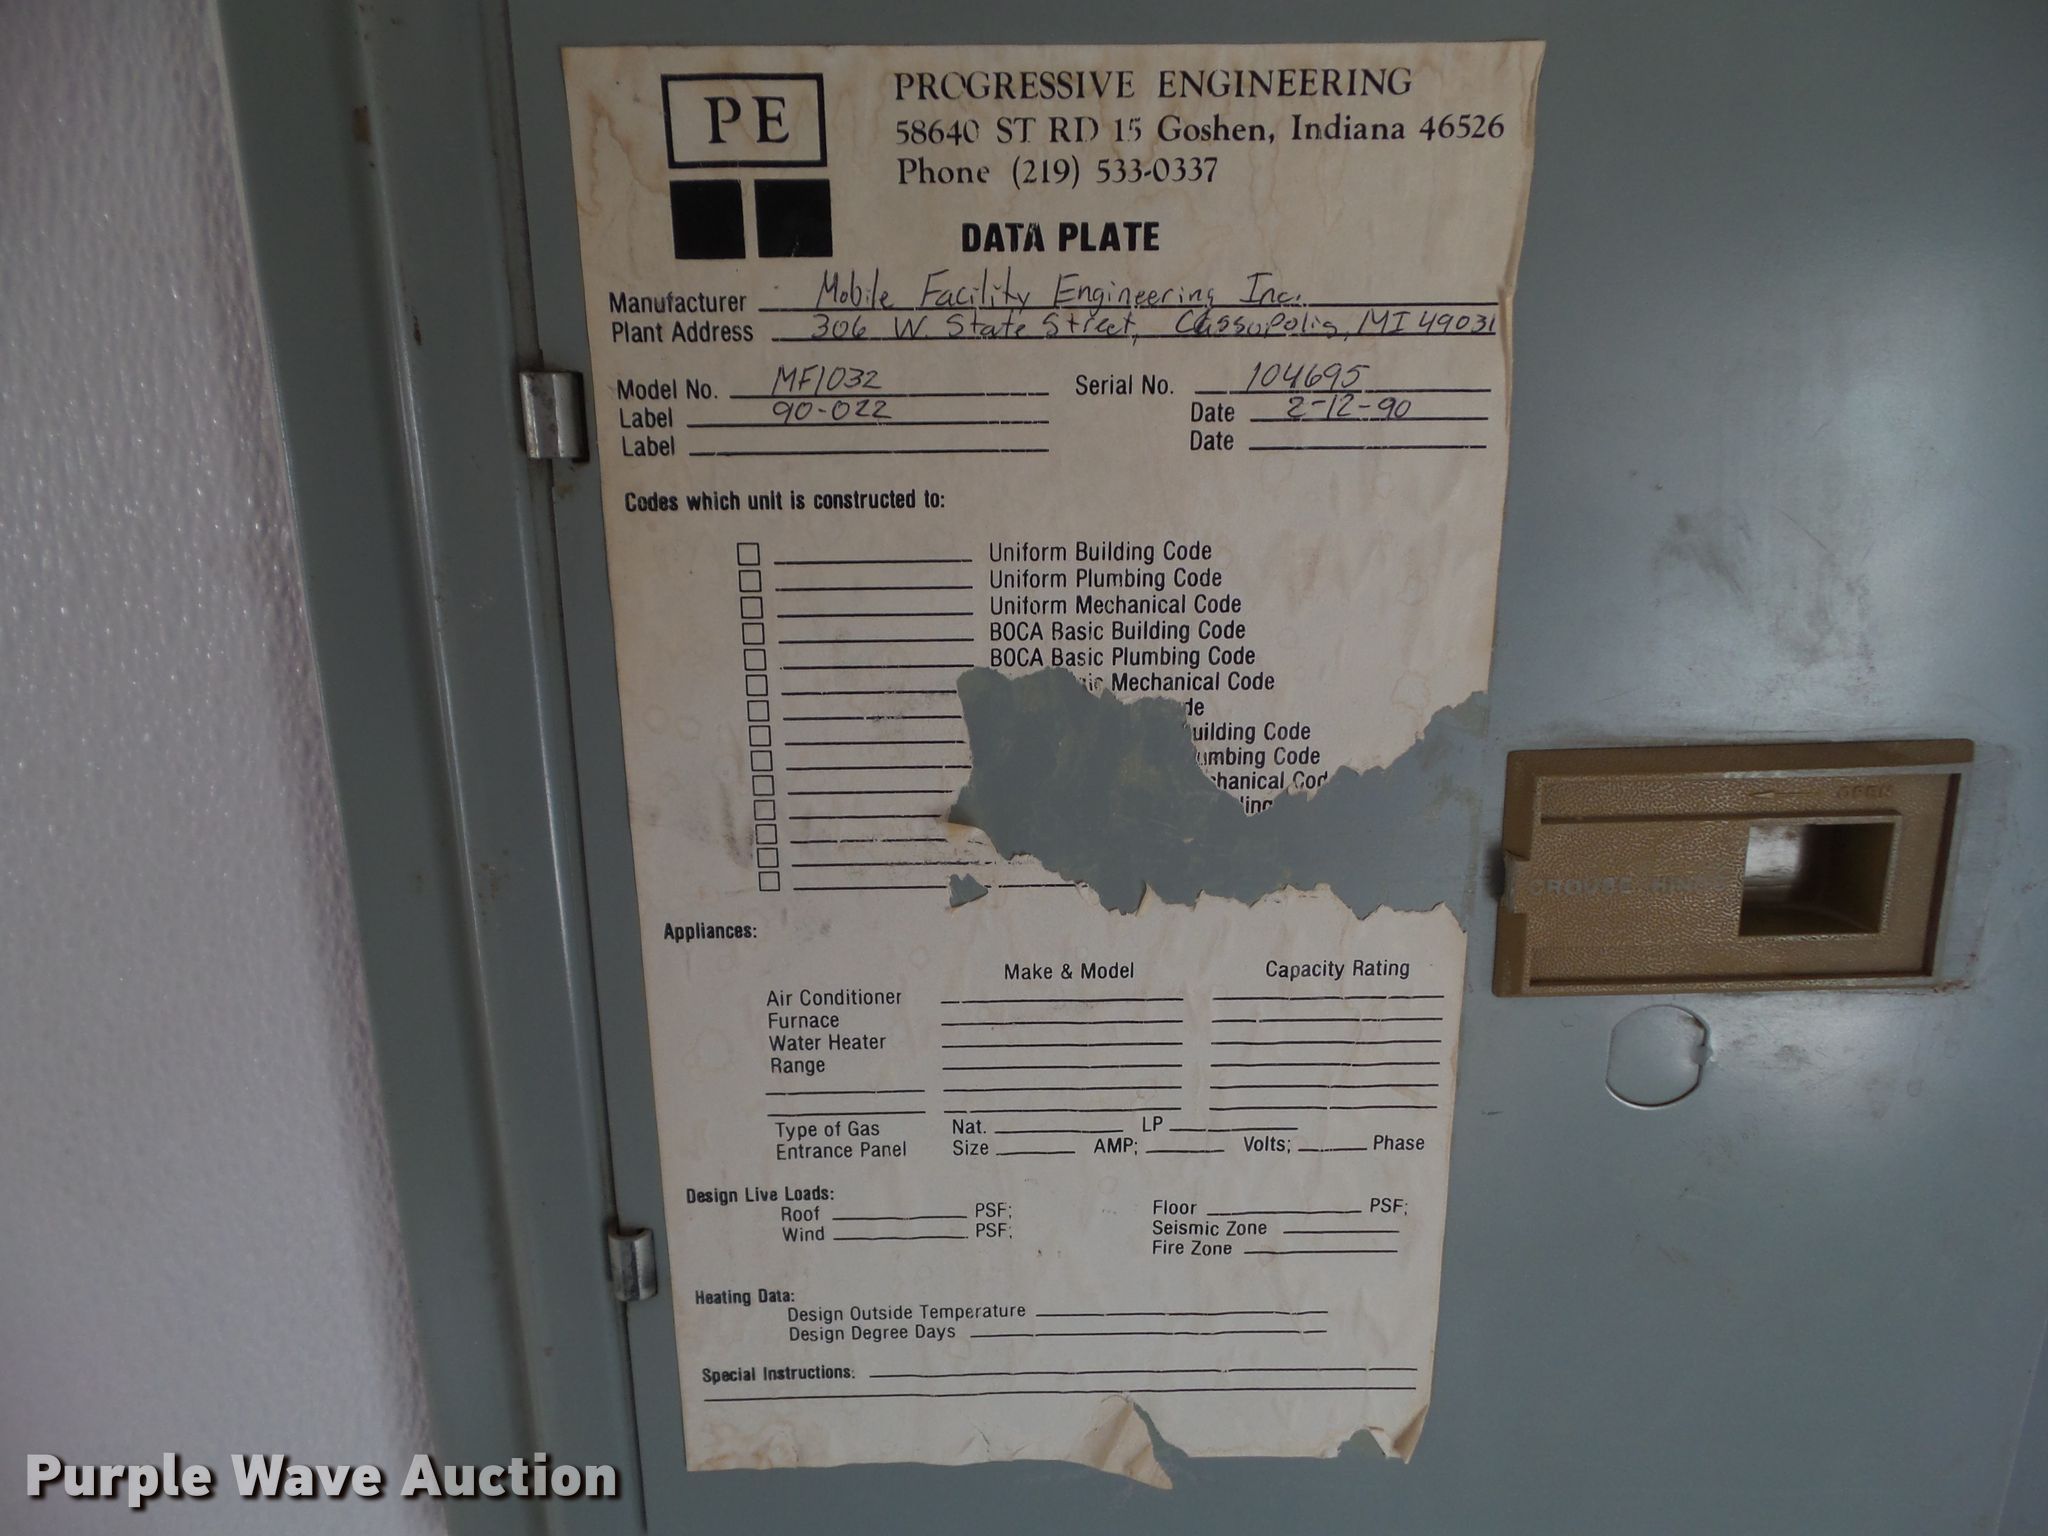 PE
PROGRESSIVE ENGINEERING
58640 ST RD 15 Goshen, Indiana 46526
Phone (219) 533-0337
DATA PLATE
Manufacturer Mobile Facility Engineering Inc.
Plant Address 306 W. State Street, Cassopolis, MI 49031
Model No. MF1032 Serial No. 104695
Label 90-022 Date 2-12-90
Label Date
Codes which unit is constructed to:
Uniform Building Code
Uniform Plumbing Code
Uniform Mechanical Code
BOCA Basic Building Code
BOCA Basic Plumbing Code
Mechanical Code
Code
Code
Appliances:
Make & Model Capacity Rating
Air Conditioner
Furnace
Water Heater
Range
Type of Gas Nat. LP
Entrance Panel Size AMP; Volts; Phase
Design Live Loads:
Roof PSF; Floor PSF;
Wind PSF; Seismic Zone
Fire Zone
Heating Data:
Design Outside Temperature
Design Degree Days
Special Instructions:
OPEN
CROUSE HINDS
Purple Wave Auction